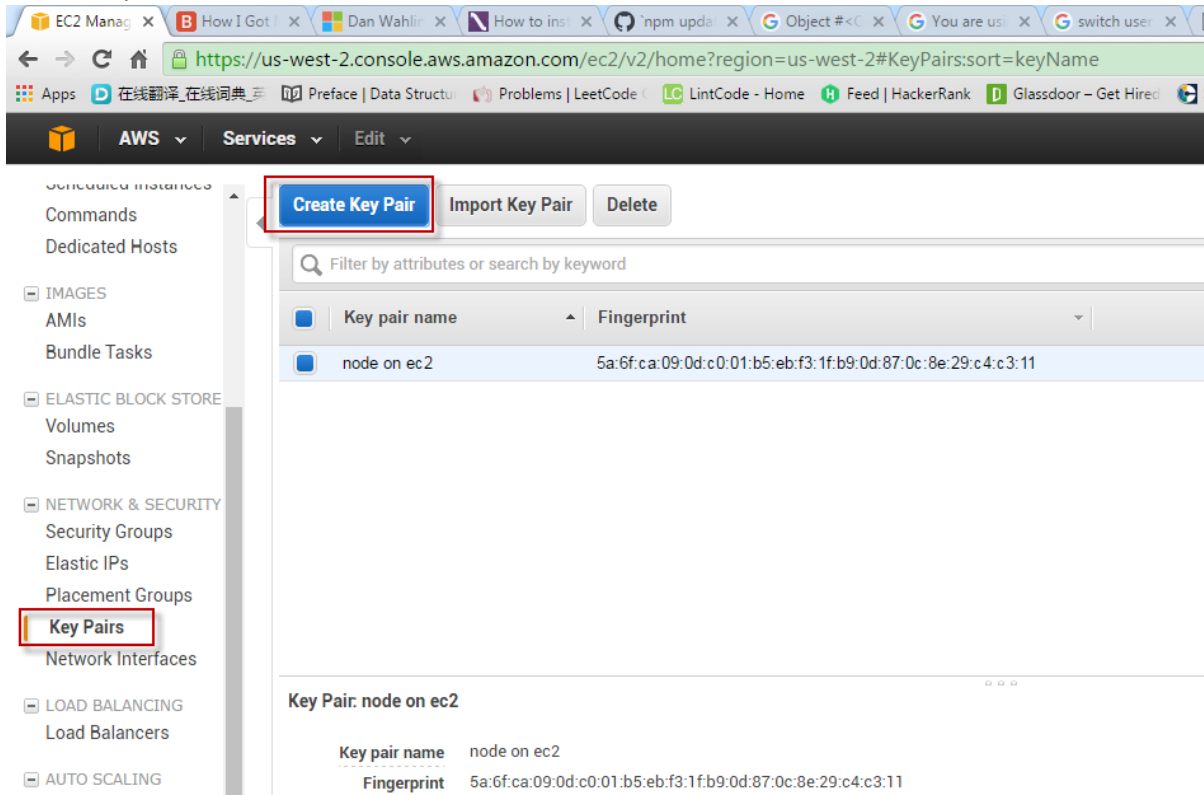 EC2 Manag
How I Got
Dan Wahlin
How to inst
`npm updat
Object #<
You are usi
switch user
https://us-west-2.console.aws.amazon.com/ec2/v2/home?region=us-west-2#KeyPairs:sort=keyName
Apps 在线翻译_在线词典_英 Preface | Data Structu Problems | LeetCode LintCode - Home Feed | HackerRank Glassdoor – Get Hired
AWS Services Edit
Scheduled Instances
Commands
Dedicated Hosts
IMAGES
AMIs
Bundle Tasks
ELASTIC BLOCK STORE
Volumes
Snapshots
NETWORK & SECURITY
Security Groups
Elastic IPs
Placement Groups
Key Pairs
Network Interfaces
LOAD BALANCING
Load Balancers
AUTO SCALING
Create Key Pair Import Key Pair Delete
Filter by attributes or search by keyword
Key pair name Fingerprint
node on ec2 5a:6f:ca:09:0d:c0:01:b5:eb:f3:1f:b9:0d:87:0c:8e:29:c4:c3:11
Key Pair: node on ec2
Key pair name node on ec2
Fingerprint 5a:6f:ca:09:0d:c0:01:b5:eb:f3:1f:b9:0d:87:0c:8e:29:c4:c3:11